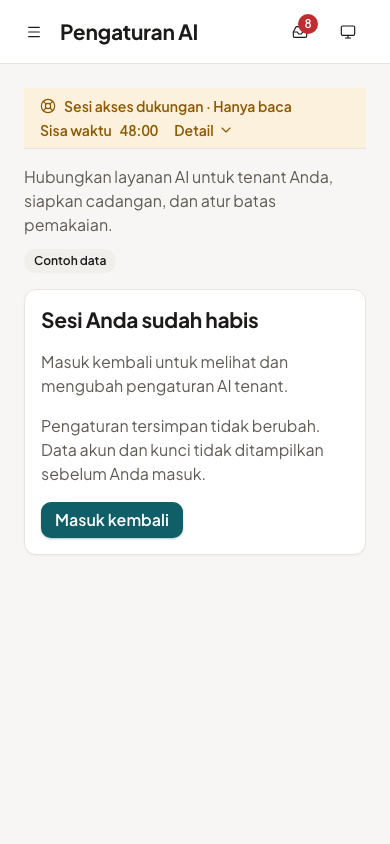 Pengaturan AI
8
Sesi akses dukungan · Hanya baca
Sisa waktu 48:00 Detail
Hubungkan layanan AI untuk tenant Anda,
siapkan cadangan, dan atur batas
pemakaian.
Contoh data
Sesi Anda sudah habis
Masuk kembali untuk melihat dan
mengubah pengaturan AI tenant.
Pengaturan tersimpan tidak berubah.
Data akun dan kunci tidak ditampilkan
sebelum Anda masuk.
Masuk kembali